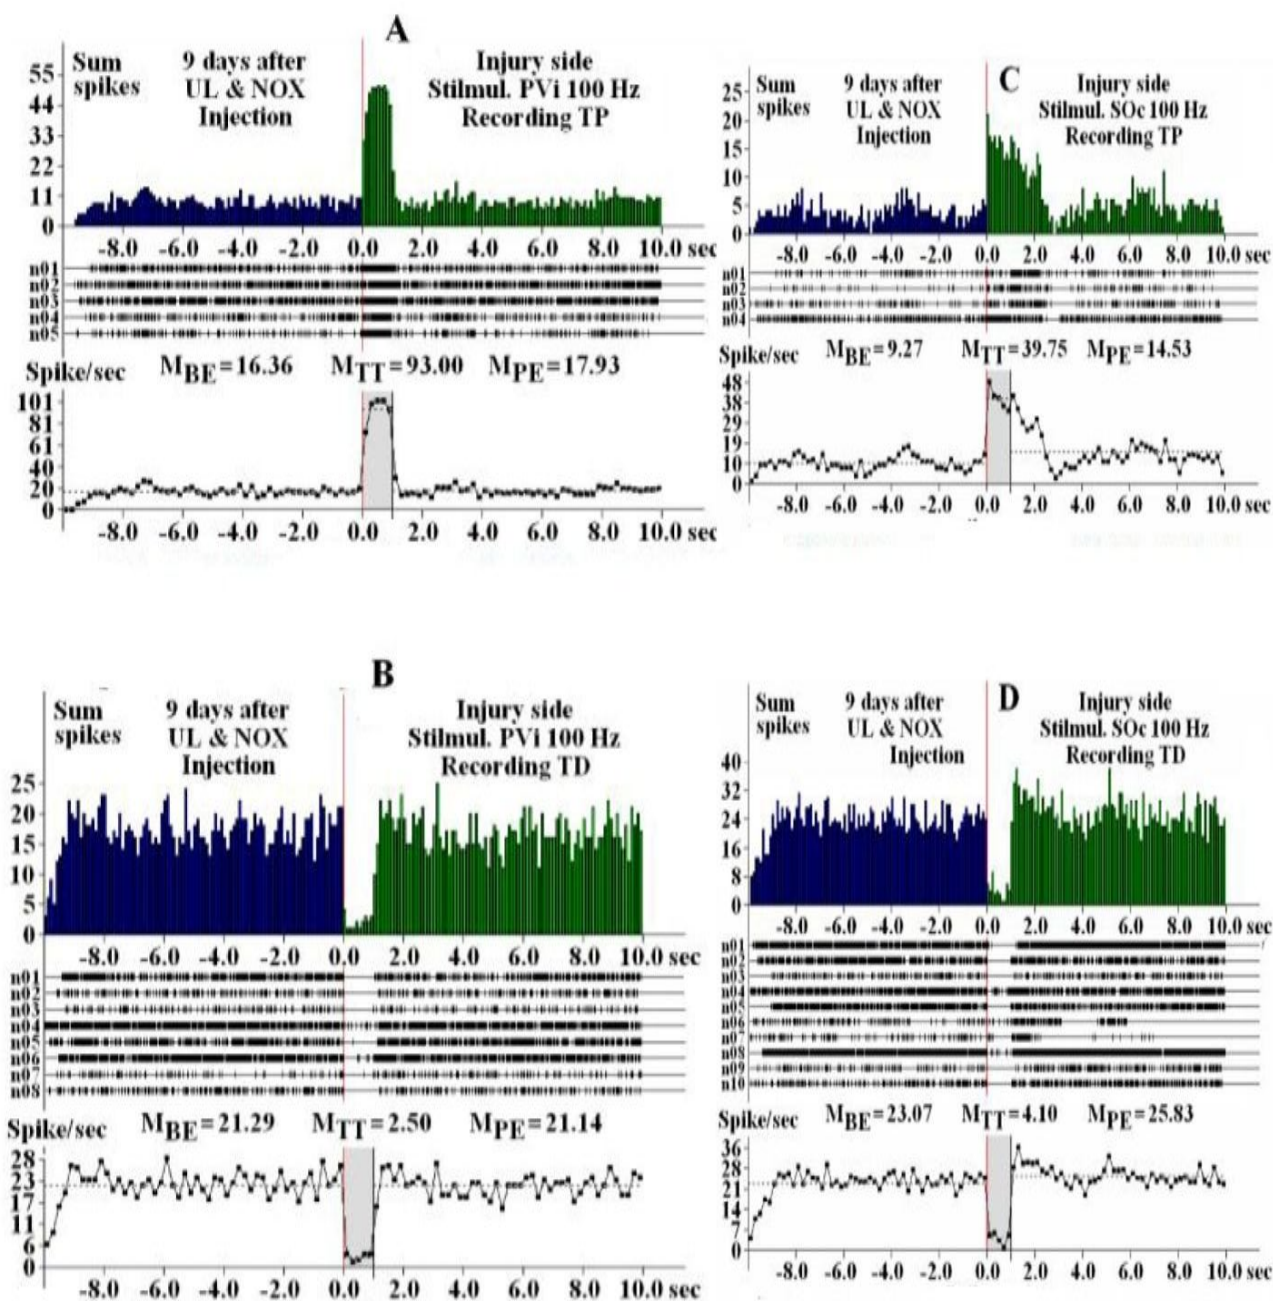 A
Sum spikes
9 days after
UL & NOX
Injection
Injury side
Stilmul. PVi 100 Hz
Recording TP
55
44
33
22
11
0
-8.0 -6.0 -4.0 -2.0 0.0 2.0 4.0 6.0 8.0 10.0 sec
n01
n02
n03
n04
n05
Spike/sec MBE=16.36 MTT=93.00 MPE=17.93
101
81
61
40
20
0
-8.0 -6.0 -4.0 -2.0 0.0 2.0 4.0 6.0 8.0 10.0 sec
C
Sum spikes
9 days after
UL & NOX
Injection
Injury side
Stilmul. SOc 100 Hz
Recording TP
25
20
15
10
5
0
-8.0 -6.0 -4.0 -2.0 0.0 2.0 4.0 6.0 8.0 10.0 sec
n01
n02
n03
n04
Spike/sec MBE=9.27 MTT=39.75 MPE=14.53
48
38
29
19
10
0
-8.0 -6.0 -4.0 -2.0 0.0 2.0 4.0 6.0 8.0 10.0 sec
B
Sum spikes
9 days after
UL & NOX
Injection
Injury side
Stilmul. PVi 100 Hz
Recording TD
25
20
15
10
5
0
-8.0 -6.0 -4.0 -2.0 0.0 2.0 4.0 6.0 8.0 10.0 sec
n01
n02
n03
n04
n05
n06
n07
n08
Spike/sec MBE=21.29 MTT=2.50 MPE=21.14
28
23
17
11
6
0
-8.0 -6.0 -4.0 -2.0 0.0 2.0 4.0 6.0 8.0 10.0 sec
D
Sum spikes
9 days after
UL & NOX
Injection
Injury side
Stilmul. SOc 100 Hz
Recording TD
40
32
24
16
8
0
-8.0 -6.0 -4.0 -2.0 0.0 2.0 4.0 6.0 8.0 10.0 sec
n01
n02
n03
n04
n05
n06
n07
n08
n09
n10
Spike/sec MBE=23.07 MTT=4.10 MPE=25.83
36
28
21
14
7
0
-8.0 -6.0 -4.0 -2.0 0.0 2.0 4.0 6.0 8.0 10.0 sec